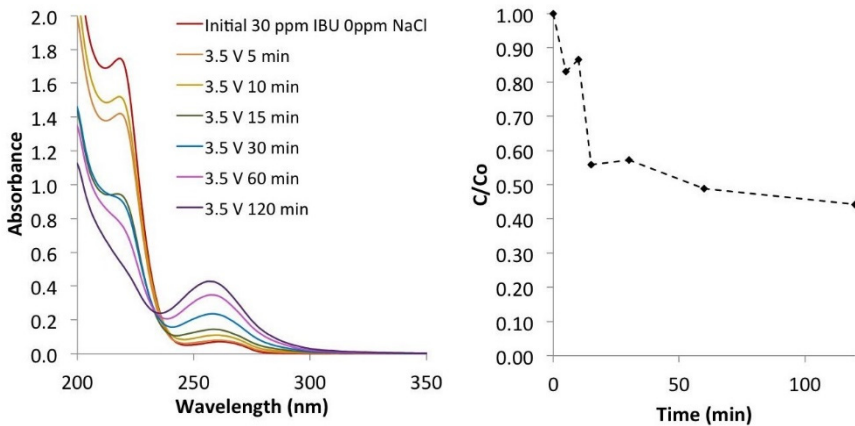 2.0
1.8
1.6
1.4
1.2
1.0
0.8
0.6
0.4
0.2
0.0
Absorbance
200
250
300
350
Wavelength (nm)
Initial 30 ppm IBU 0ppm NaCl
3.5 V 5 min
3.5 V 10 min
3.5 V 15 min
3.5 V 30 min
3.5 V 60 min
3.5 V 120 min
1.00
0.90
0.80
0.70
0.60
0.50
0.40
0.30
0.20
0.10
0.00
C/Co
0
50
100
Time (min)